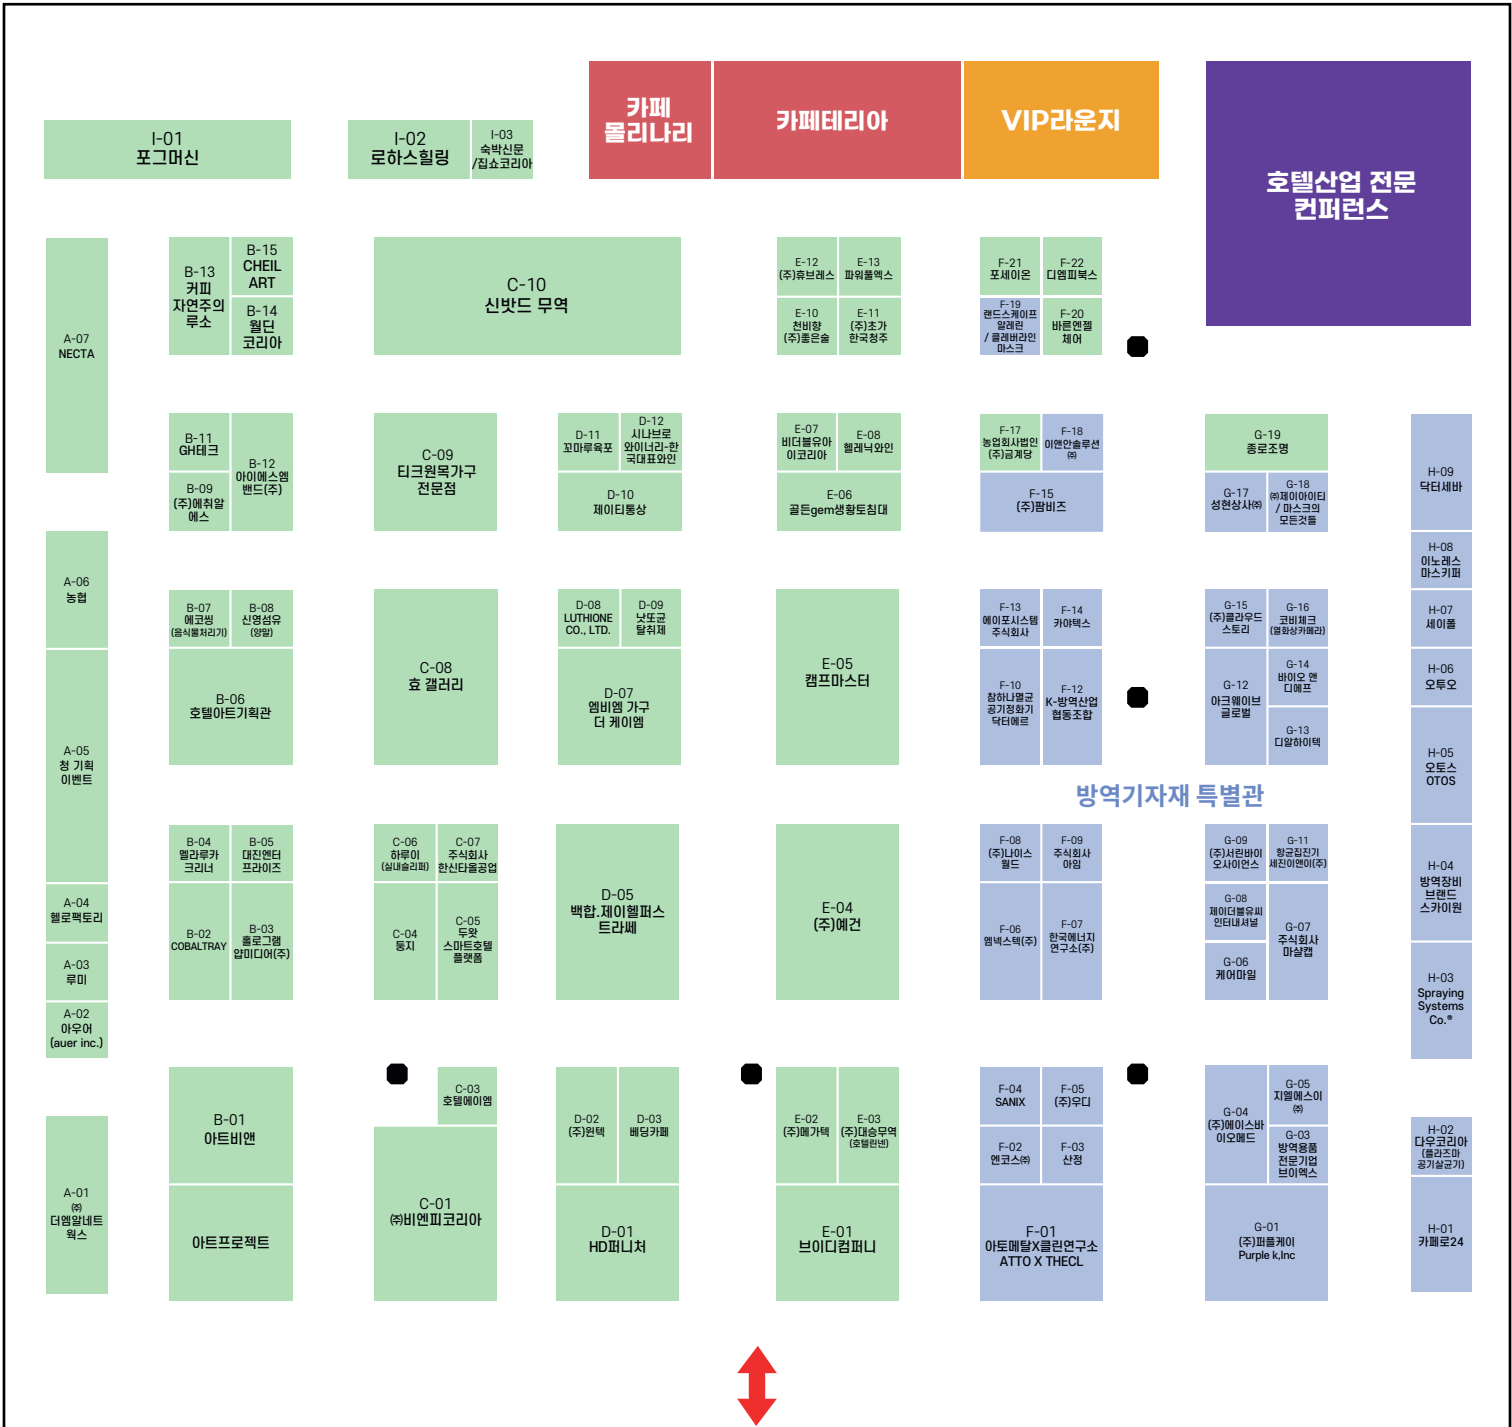 카페
몰리나리
카페테리아
VIP라운지
호텔산업 전문
컨퍼런스
I-01
포그머신
I-02
로하스힐링
I-03
숙박신문
/집쇼코리아
A-07
NECTA
B-13
커피
자연주의
루소
B-15
CHEIL
ART
B-14
월딘
코리아
C-10
신밧드 무역
E-12
(주)휴브레스
E-13
파워풀엑스
E-10
천비향
(주)좋은술
E-11
(주)초가
한국청주
F-21
포세이온
F-22
디엠피북스
F-19
랜드스케이프
알레린
/ 클레버라인
마스크
F-20
바른엔젤
체어
B-11
GH테크
B-12
아이에스엠
밴드(주)
B-09
(주)에취알
에스
C-09
티크원목가구
전문점
D-11
꼬마루육포
D-12
시나브로
와이너리-한
국대표와인
D-10
제이티통상
E-07
비더블유아
이코리아
E-08
헬레닉와인
E-06
골든gem생황토침대
F-17
농업회사법인
(주)금계당
F-18
이앤안솔루션
㈜
F-15
(주)팜비즈
G-19
종로조명
G-17
성현상사㈜
G-18
㈜제이아이티
/ 마스크의
모든것들
H-09
닥터세바
H-08
이노레스
마스키퍼
A-06
농협
B-07
에코씽
(음식물처리기)
B-08
신영섬유
(양말)
B-06
호텔아트기획관
C-08
효 갤러리
D-08
LUTHIONE
CO., LTD.
D-09
낫또균
탈취제
D-07
엠비엠 가구
더 케이엠
E-05
캠프마스터
F-13
에이포시스템
주식회사
F-14
카야텍스
F-10
참하나멸균
공기정화기
닥터에르
F-12
K-방역산업
협동조합
G-15
(주)클라우드
스토리
G-16
코비체크
(열화상카메라)
G-12
아크웨이브
글로벌
G-14
바이오 앤
디에프
G-13
디알하이텍
H-07
세이폴
H-06
오투오
H-05
오토스
OTOS
A-05
청 기획
이벤트
방역기자재 특별관
B-04
멜라루카
크리너
B-05
대진엔터
프라이즈
B-02
COBALTRAY
B-03
홀로그램
얍미디어(주)
C-06
하루이
(실내슬리퍼)
C-07
주식회사
한신타올공업
C-04
둥지
C-05
두왓
스마트호텔
플랫폼
D-05
백합.제이헬퍼스
트라쎄
E-04
(주)예건
F-08
(주)나이스
월드
F-09
주식회사
아임
F-06
엠넥스텍(주)
F-07
한국에너지
연구소(주)
G-09
(주)서린바이
오사이언스
G-11
항균집진기
세진이앤이(주)
G-08
제이더블유씨
인터내셔널
G-07
주식회사
마샬캡
G-06
케어마일
H-04
방역장비
브랜드
스카이원
H-03
Spraying
Systems
Co.®
A-04
헬로팩토리
A-03
루미
A-02
아우어
(auer inc.)
B-01
아트비앤
아트프로젝트
C-03
호텔에이엠
C-01
㈜비엔피코리아
D-02
(주)원텍
D-03
베딩카페
D-01
HD퍼니처
E-02
(주)메가텍
E-03
(주)대승무역
(호텔린넨)
E-01
브이디컴퍼니
F-04
SANIX
F-05
(주)우디
F-02
엔코스㈜
F-03
산정
F-01
아토메탈X클린연구소
ATTO X THECL
G-04
(주)에이스바
이오메드
G-05
지엘에스이
㈜
G-03
방역용품
전문기업
브이엑스
G-01
(주)퍼플케이
Purple k,Inc
H-02
다우코리아
(플라즈마
공기살균기)
H-01
카페로24
A-01
㈜
더엠알네트
웍스